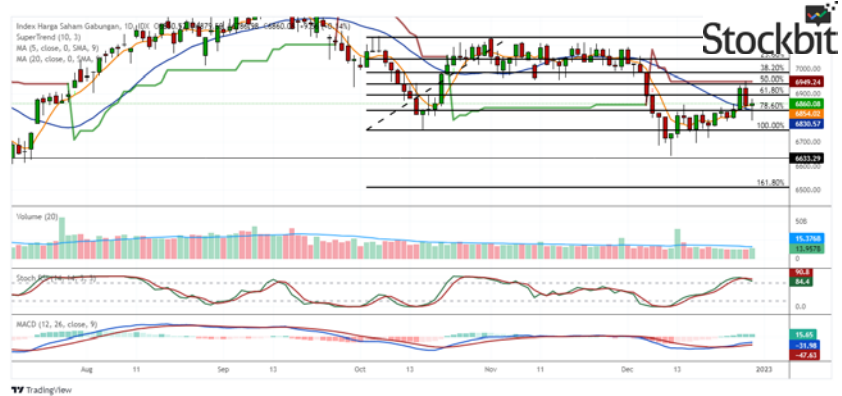 Index Harga Saham Gabungan, 1D, IDX
SuperTrend (10, 3)
MA (5, close, 0, SMA, 9)
MA (20, close, 0, SMA,
Stockbit
38.20%
7000.00
50.00%
6949.24
61.80%
6900.00
6860.08
78.60%
6854.02
6830.57
100.00%
6700.00
6633.29
161.80%
6500.00
Volume (20)
50B
15.376B
13.957B
0
Stoch
90.8
84.4
0.0
MACD (12, 26, close, 9)
15.65
-31.98
-47.63
Aug 11 Sep 13 Oct 13 Nov 11 Dec 13 2023
TradingView